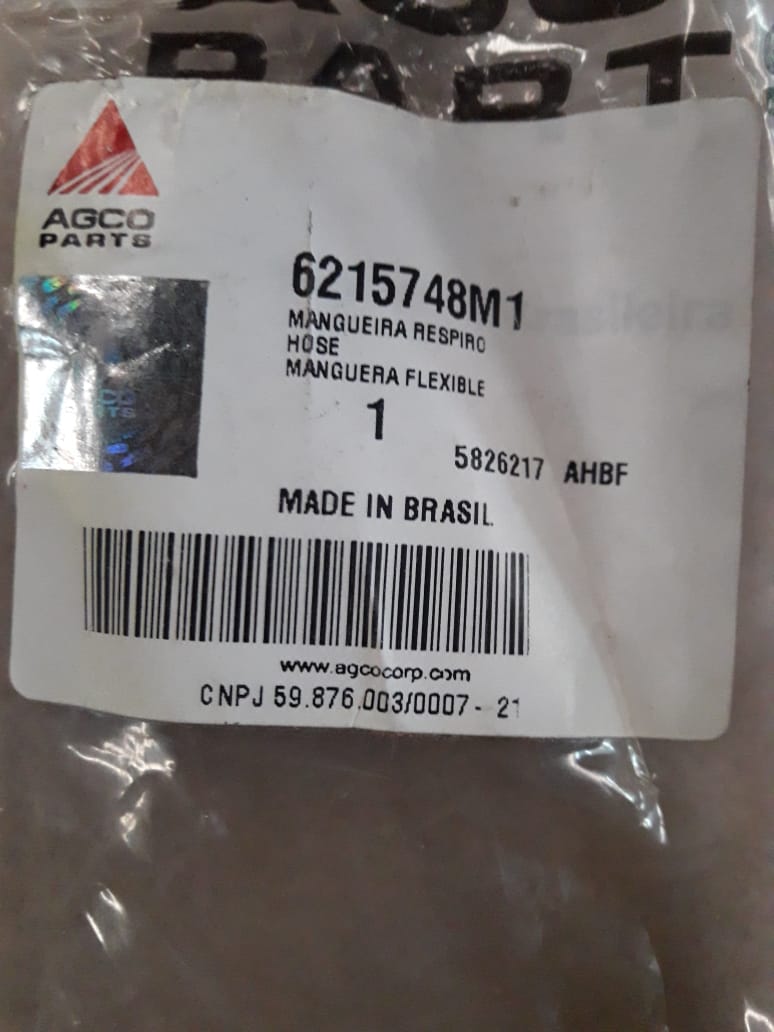 PART
AGCO
PARTS
6215748M1
MANGUEIRA RESPIRO
HOSE
MANGUERA FLEXIBLE
1
5826217 AHBF
MADE IN BRASIL
www.agcocorp.com
CNPJ 59.876.003/0007- 21